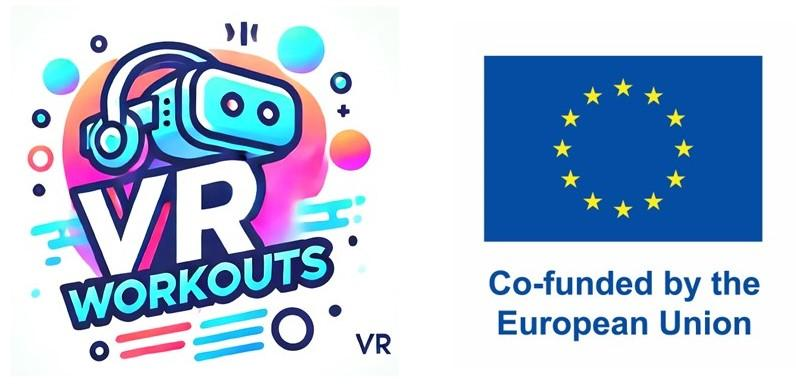 VR
WORKOUTS
VR
Co-funded by the
European Union